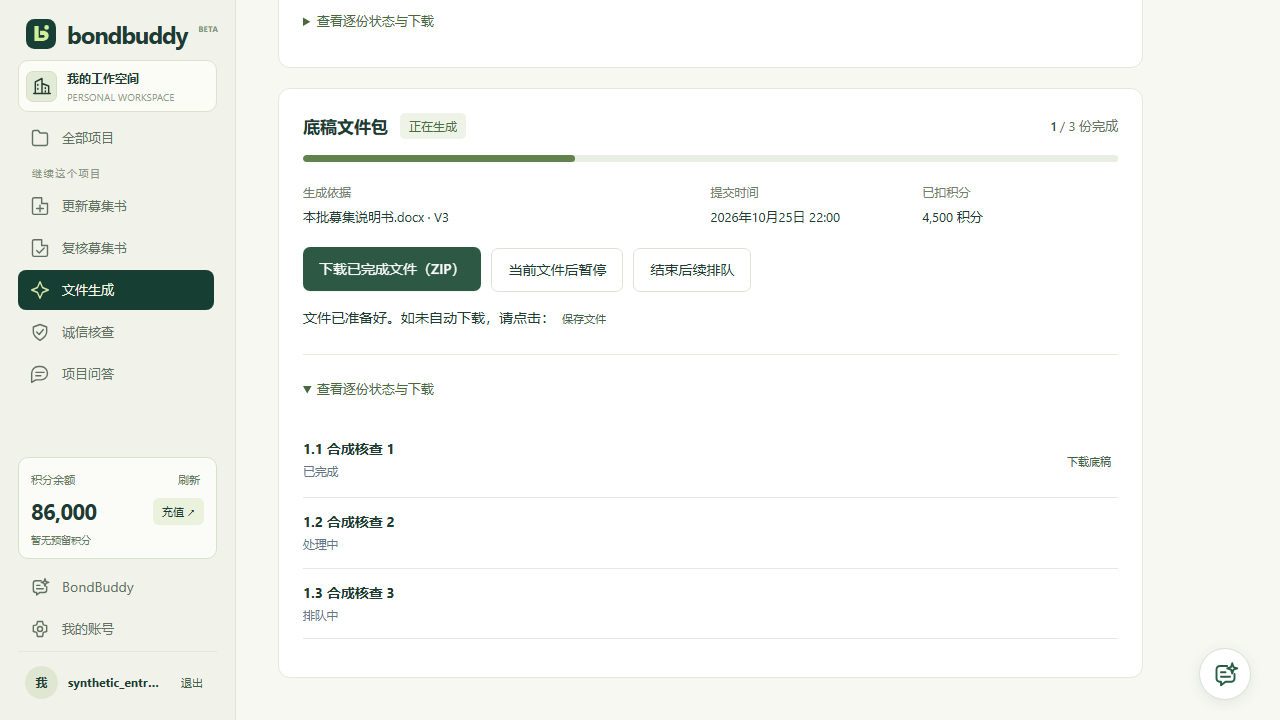 bondbuddy BETA
我的工作空间
PERSONAL WORKSPACE
全部项目
继续这个项目
更新募集书
复核募集书
文件生成
诚信核查
项目问答
积分余额 刷新
86,000 充值 ↗
暂无预留积分
BondBuddy
我的账号
我 synthetic_entr... 退出
▶ 查看逐份状态与下载
底稿文件包 正在生成 1 / 3 份完成
生成依据 提交时间 已扣积分
本批募集说明书.docx · V3 2026年10月25日 22:00 4,500 积分
下载已完成文件（ZIP） 当前文件后暂停 结束后续排队
文件已准备好。如未自动下载，请点击： 保存文件
▼ 查看逐份状态与下载
1.1 合成核查 1
已完成 下载底稿
1.2 合成核查 2
处理中
1.3 合成核查 3
排队中